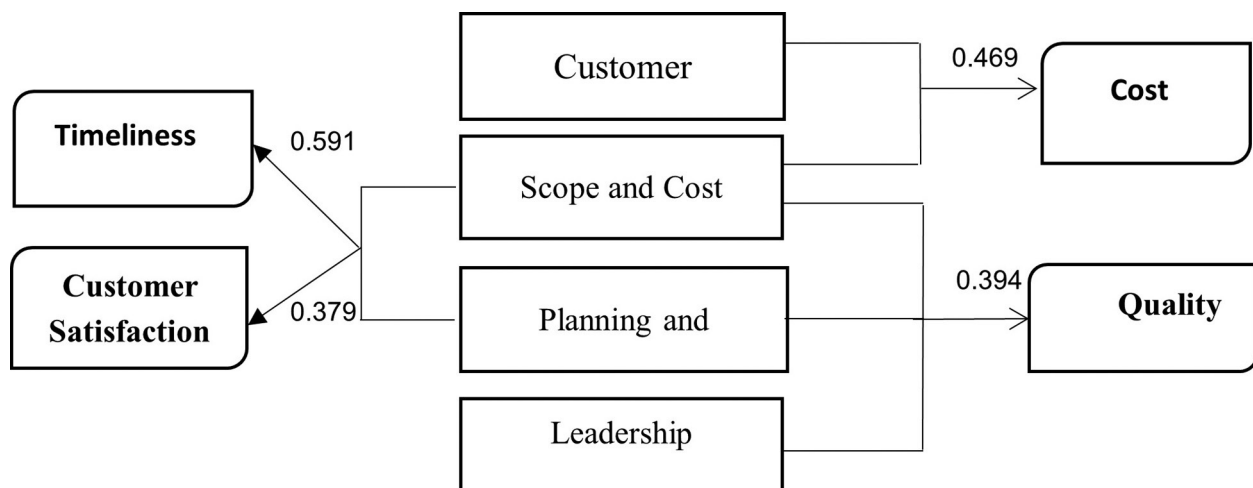 Customer
0.469
Cost
Timeliness
0.591
Scope and Cost
Customer
Satisfaction
0.379
Planning and
0.394
Quality
Leadership